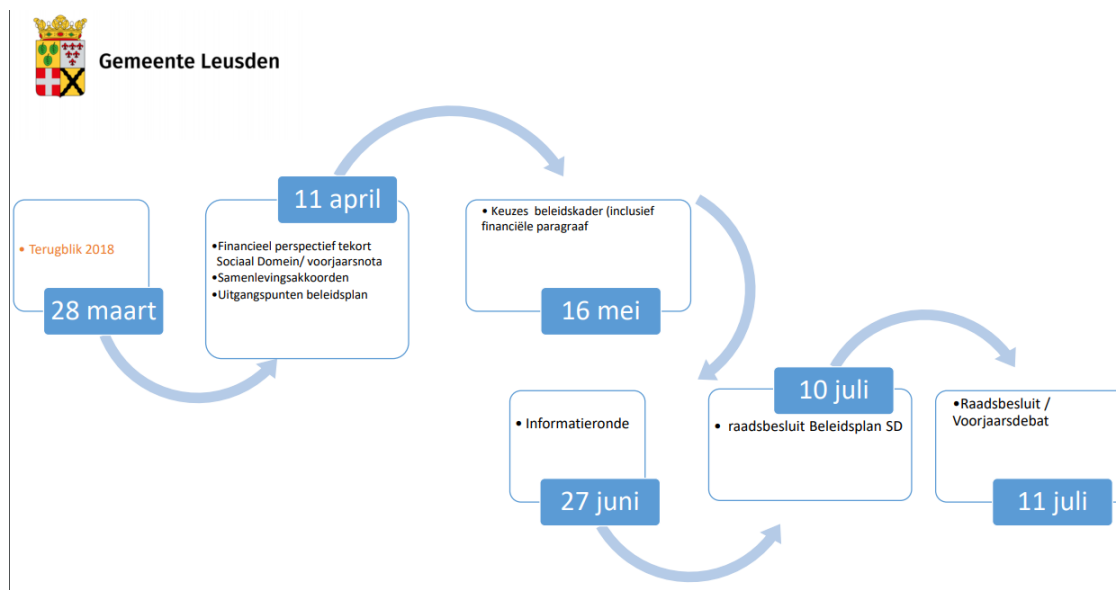 Gemeente Leusden
• Terugblik 2018
28 maart
11 april
•Financieel perspectief tekort
Sociaal Domein/ voorjaarsnota
•Samenlevingsakkoorden
•Uitgangspunten beleidsplan
• Keuzes beleidskader (inclusief
financiële paragraaf
16 mei
• Informatieronde
27 juni
10 juli
• raadsbesluit Beleidsplan SD
•Raadsbesluit /
Voorjaarsdebat
11 juli